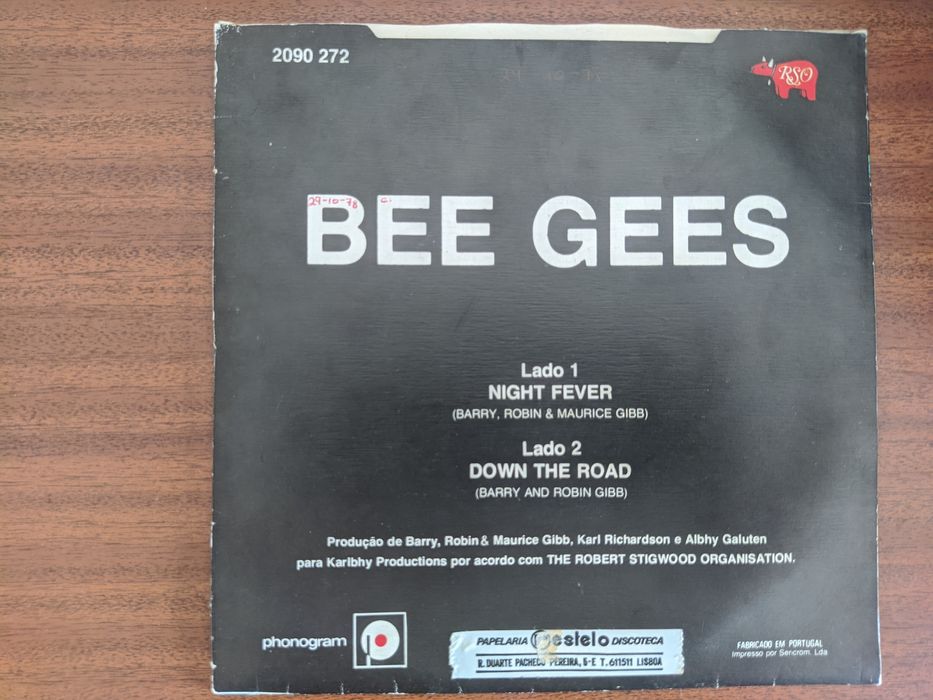 2090 272
RSO
29-10-78
BEE GEES
Lado 1
NIGHT FEVER
(BARRY, ROBIN & MAURICE GIBB)
Lado 2
DOWN THE ROAD
(BARRY AND ROBIN GIBB)
Produção de Barry, Robin & Maurice Gibb, Karl Richardson e Albhy Galuten
para Karlbhy Productions por acordo com THE ROBERT STIGWOOD ORGANISATION.
phonogram
PAPELARIA Restelo DISCOTECA
R. DUARTE PACHECO PEREIRA, 5-E T. 611511 LISBOA
FABRICADO EM PORTUGAL
Impresso por Sericrom. Lda